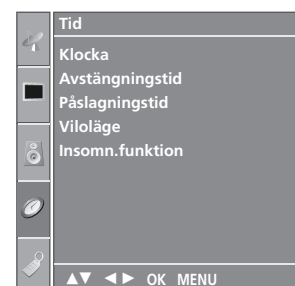 Tid
Klocka
Avstängningstid
Påslagningstid
Viloläge
Insomn.funktion
▲▼ ◄► OK MENU